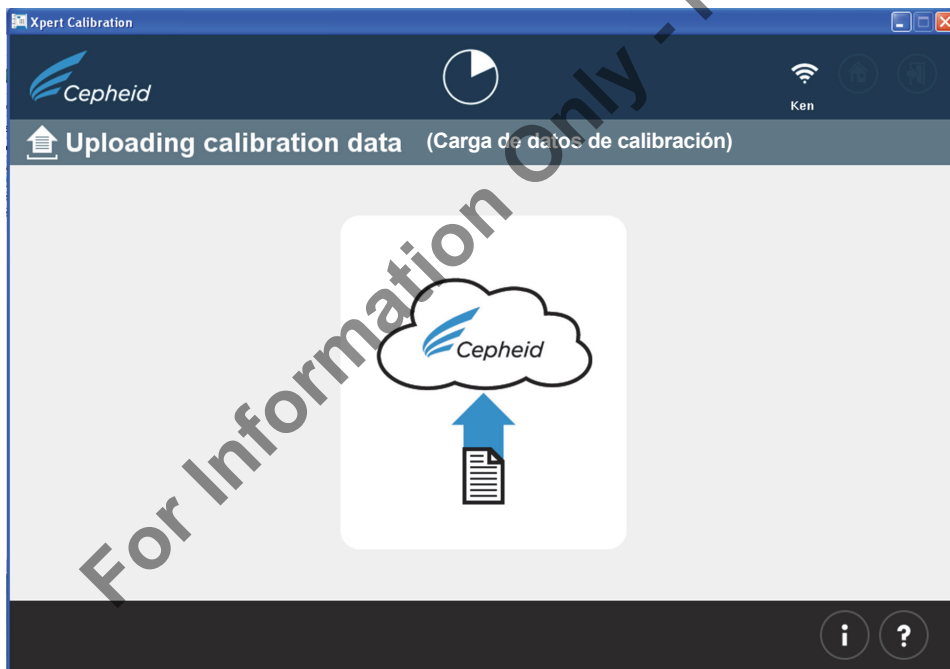 Xpert Calibration
Cepheid
Ken
Uploading calibration data (Carga de datos de calibración)
Cepheid
i ?
For Information Only -